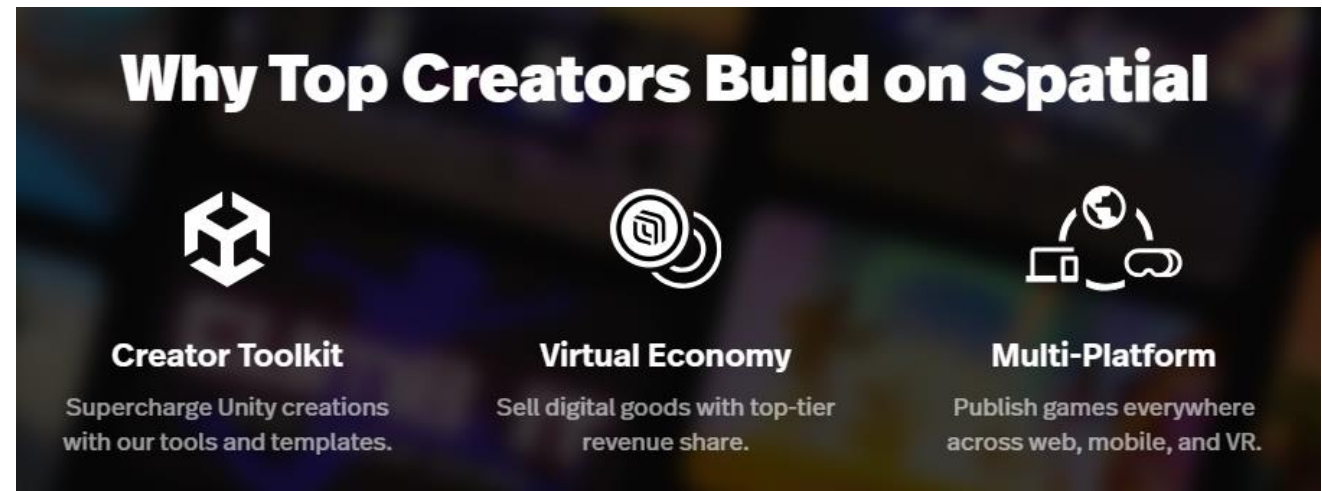 Why Top Creators Build on Spatial
Creator Toolkit
Supercharge Unity creations
with our tools and templates.
Virtual Economy
Sell digital goods with top-tier
revenue share.
Multi-Platform
Publish games everywhere
across web, mobile, and VR.